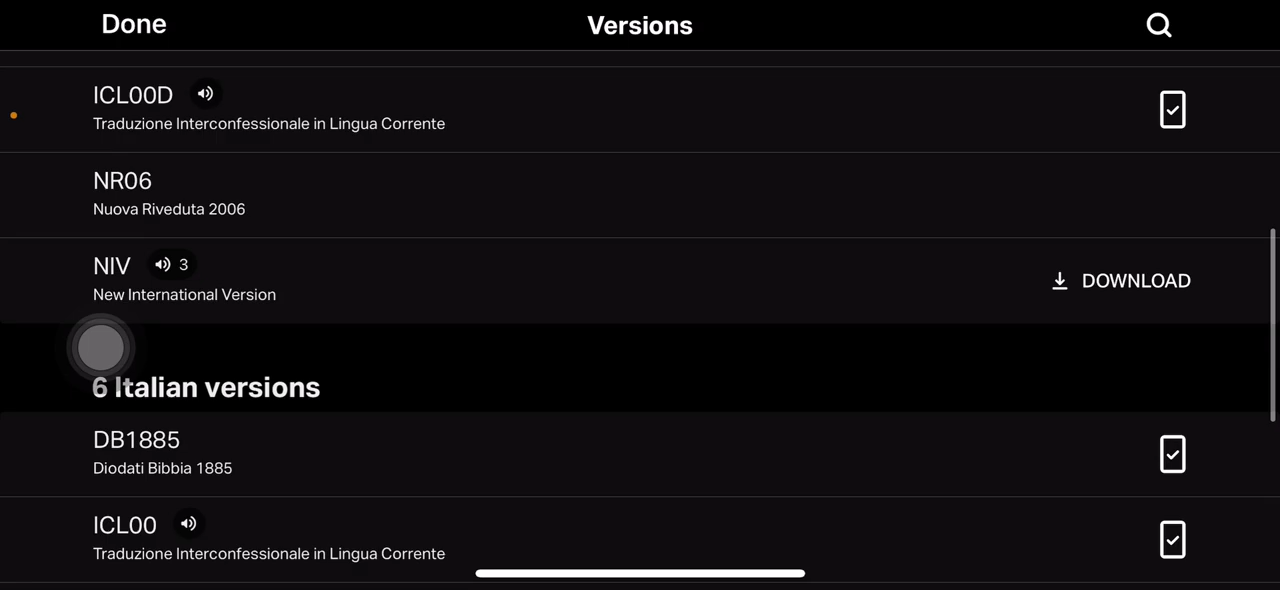 Done
Versions
ICL00D
Traduzione Interconfessionale in Lingua Corrente
NR06
Nuova Riveduta 2006
NIV 3
New International Version
DOWNLOAD
6 Italian versions
DB1885
Diodati Bibbia 1885
ICL00
Traduzione Interconfessionale in Lingua Corrente